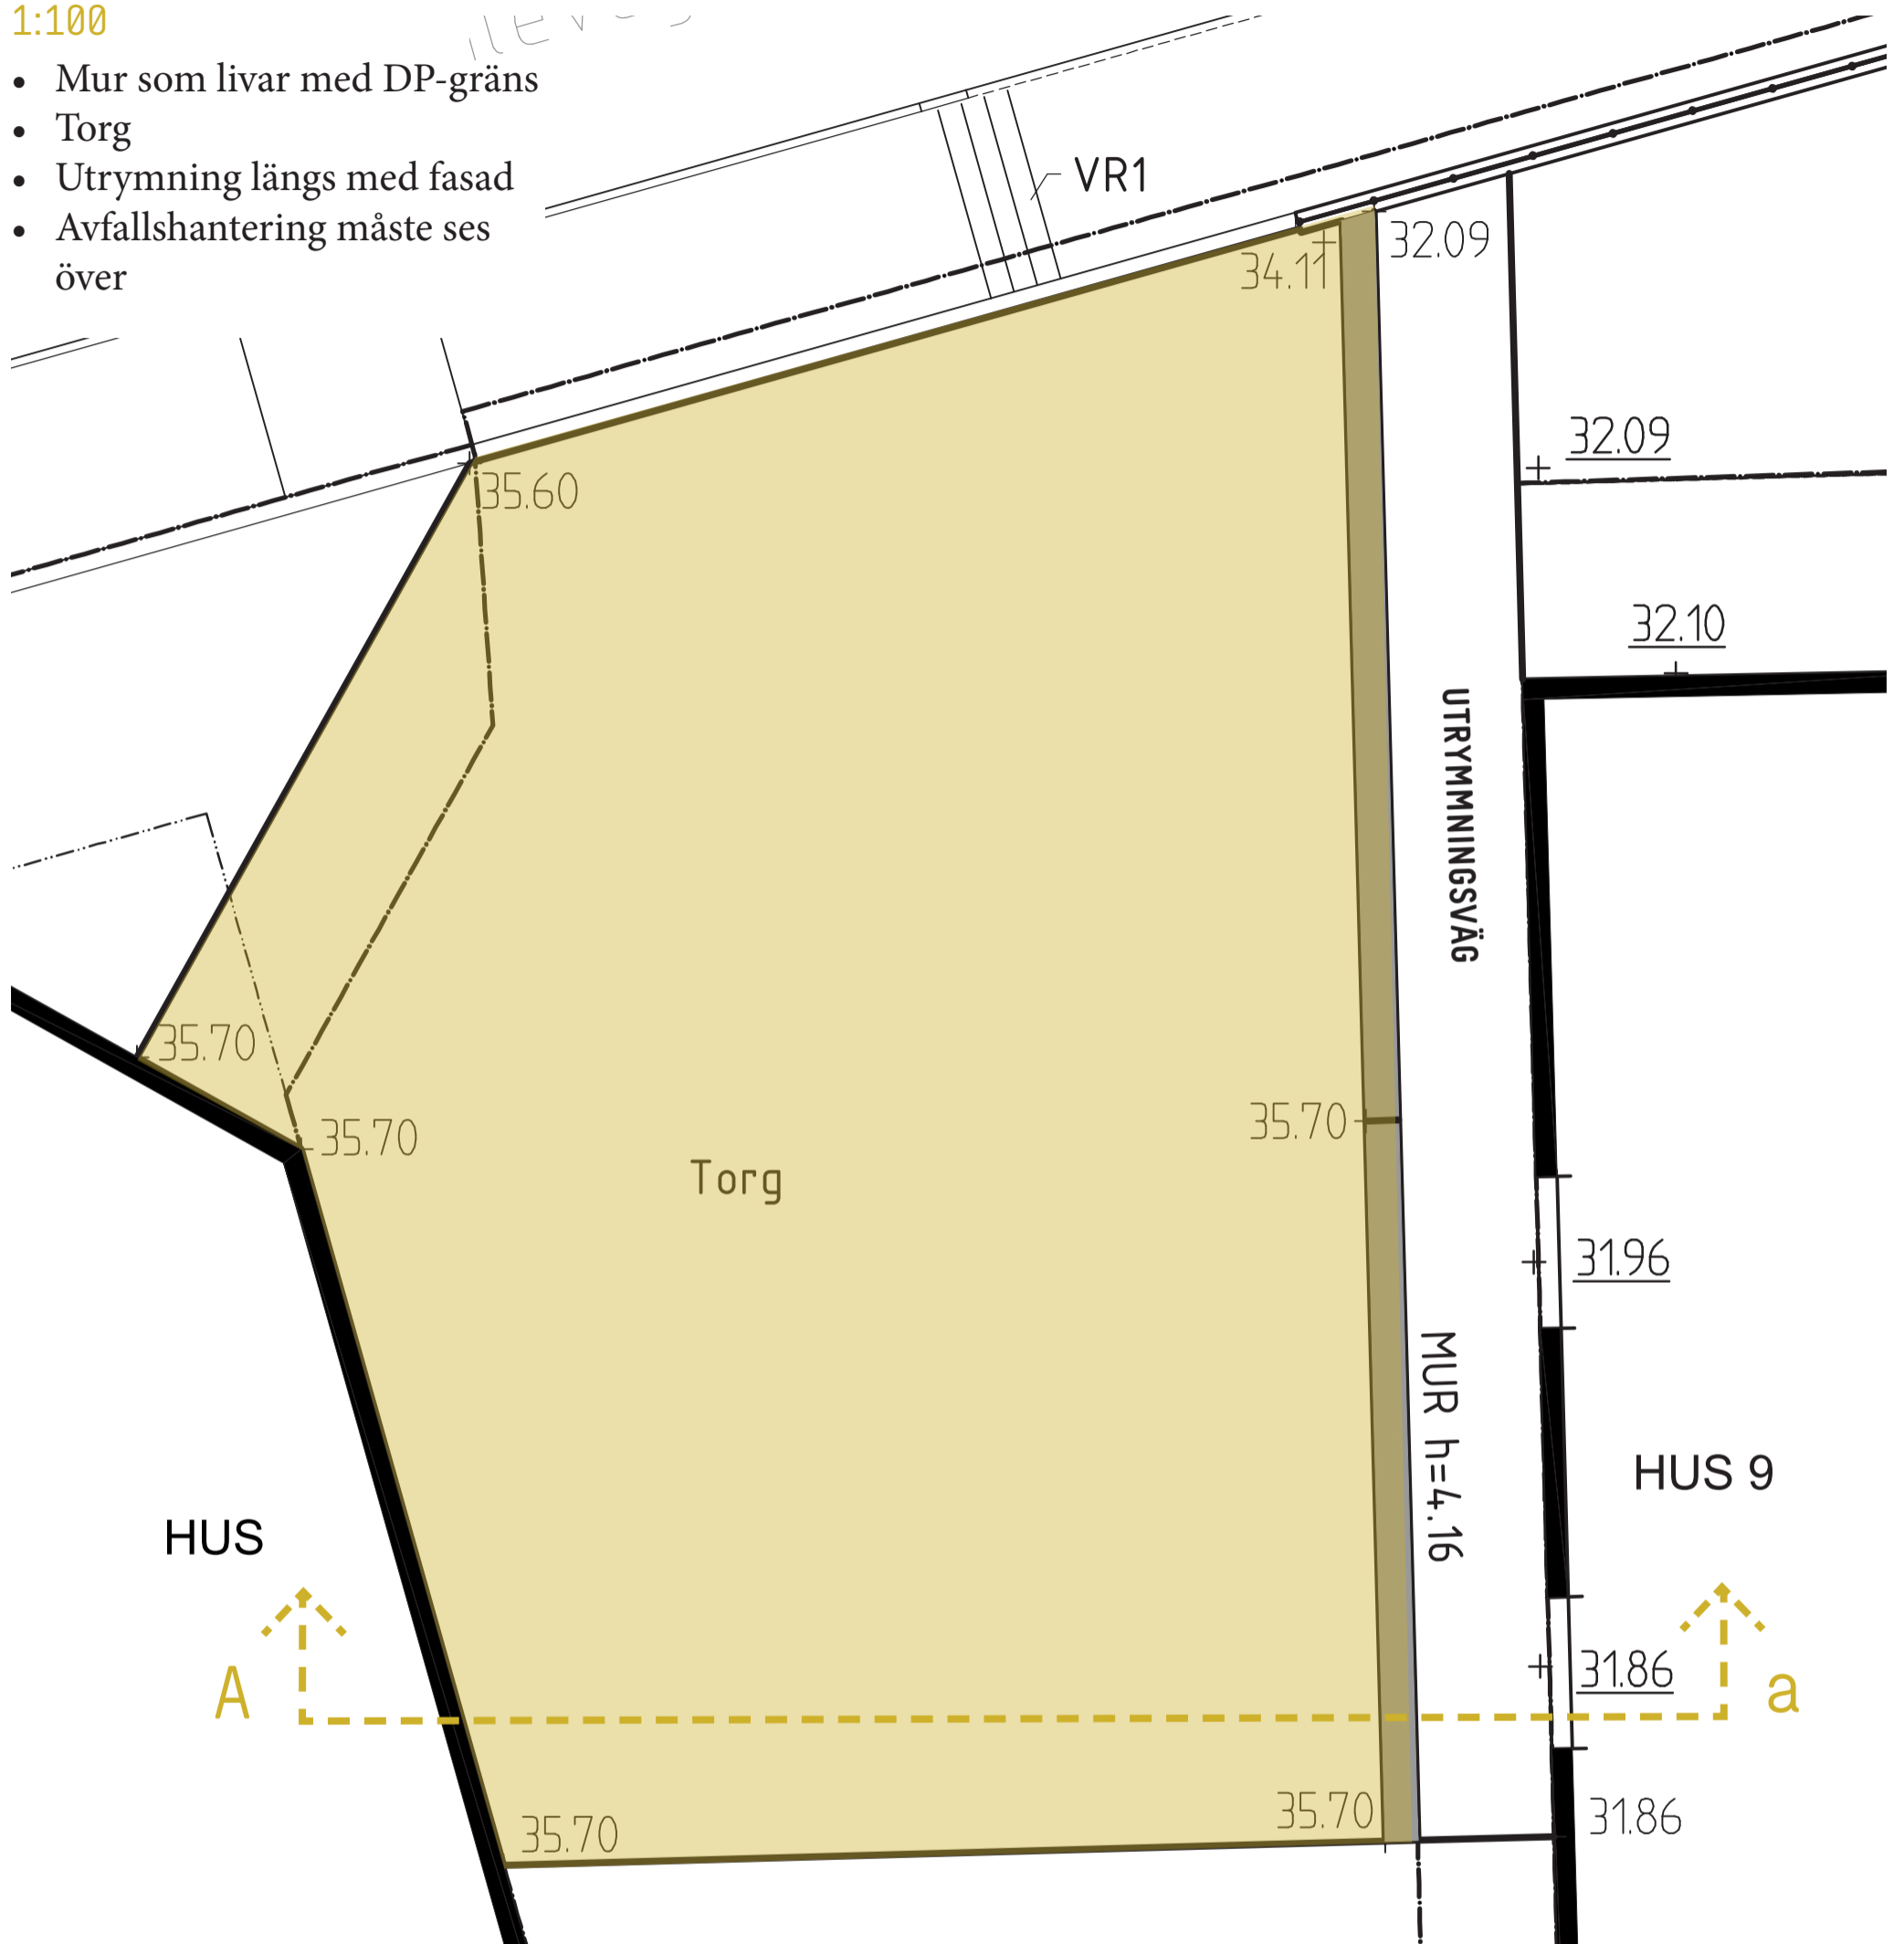 1:100
• Mur som livar med DP-gräns
• Torg
• Utrymning längs med fasad
• Avfallshantering måste ses
över
VR1
32.09
34.11
32.09
35.60
32.10
UTRYMMNINGSVÄG
35.70
35.70
35.70
Torg
31.96
MUR h=4.16
HUS 9
HUS
A
31.86
a
35.70
35.70
31.86